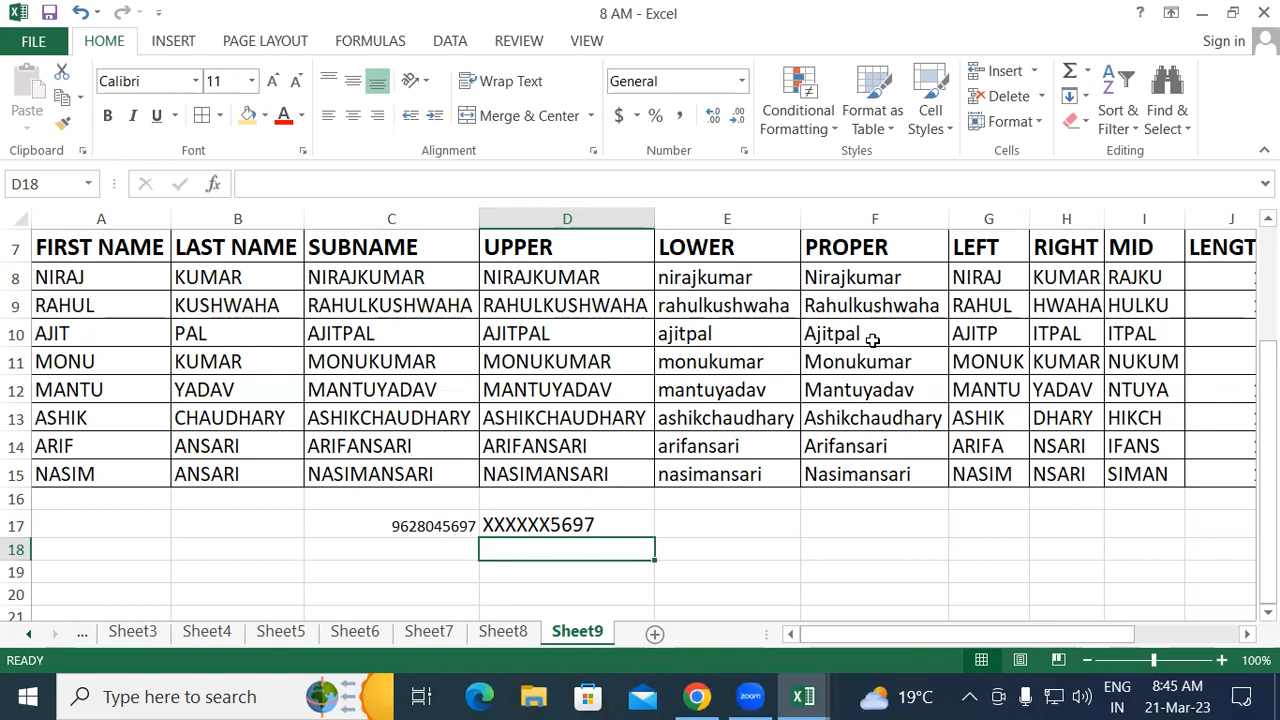 8 AM - Excel
FILE HOME INSERT PAGE LAYOUT FORMULAS DATA REVIEW VIEW Sign in
Paste Calibri 11 Wrap Text General Insert
B I U Merge & Center $ % Delete
Conditional Formatting Format as Table Cell Styles Format Sort & Filter Find & Select
Clipboard Font Alignment Number Styles Cells Editing
D18 fx
A B C D E F G H I J
7 FIRST NAME LAST NAME SUBNAME UPPER LOWER PROPER LEFT RIGHT MID LENGT
8 NIRAJ KUMAR NIRAJKUMAR NIRAJKUMAR nirajkumar Nirajkumar NIRAJ KUMAR RAJKU
9 RAHUL KUSHWAHA RAHULKUSHWAHA RAHULKUSHWAHA rahulkushwaha Rahulkushwaha RAHUL HWAHA HULKU
10 AJIT PAL AJITPAL AJITPAL ajitpal Ajitpal AJITP ITPAL ITPAL
11 MONU KUMAR MONUKUMAR MONUKUMAR monukumar Monukumar MONUK KUMAR NUKUM
12 MANTU YADAV MANTUYADAV MANTUYADAV mantuyadav Mantuyadav MANTU YADAV NTUYA
13 ASHIK CHAUDHARY ASHIKCHAUDHARY ASHIKCHAUDHARY ashikchaudhary Ashikchaudhary ASHIK DHARY HIKCH
14 ARIF ANSARI ARIFANSARI ARIFANSARI arifansari Arifansari ARIFA NSARI IFANS
15 NASIM ANSARI NASIMANSARI NASIMANSARI nasimansari Nasimansari NASIM NSARI SIMAN
16
17 9628045697 XXXXXX5697
18
19
20
21
... Sheet3 Sheet4 Sheet5 Sheet6 Sheet7 Sheet8 Sheet9
READY 100%
Type here to search 19°C ENG IN 8:45 AM 21-Mar-23